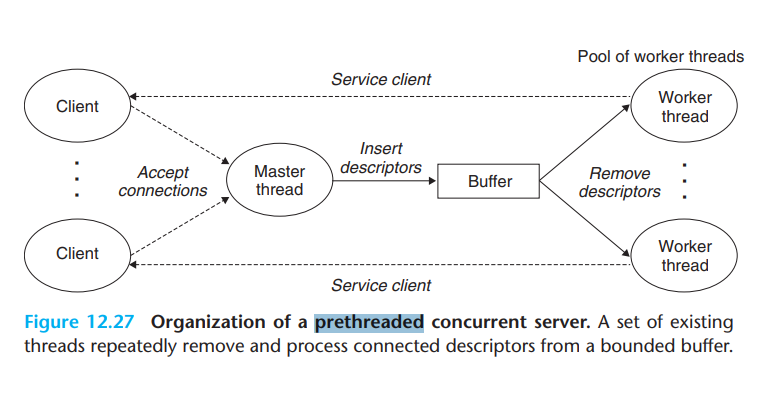 Pool of worker threads
Service client
Client
Worker
thread
Accept
connections
Master
thread
Insert
descriptors
Buffer
Remove
descriptors
Client
Worker
thread
Service client
Figure 12.27 Organization of a prethreaded concurrent server. A set of existing
threads repeatedly remove and process connected descriptors from a bounded buffer.